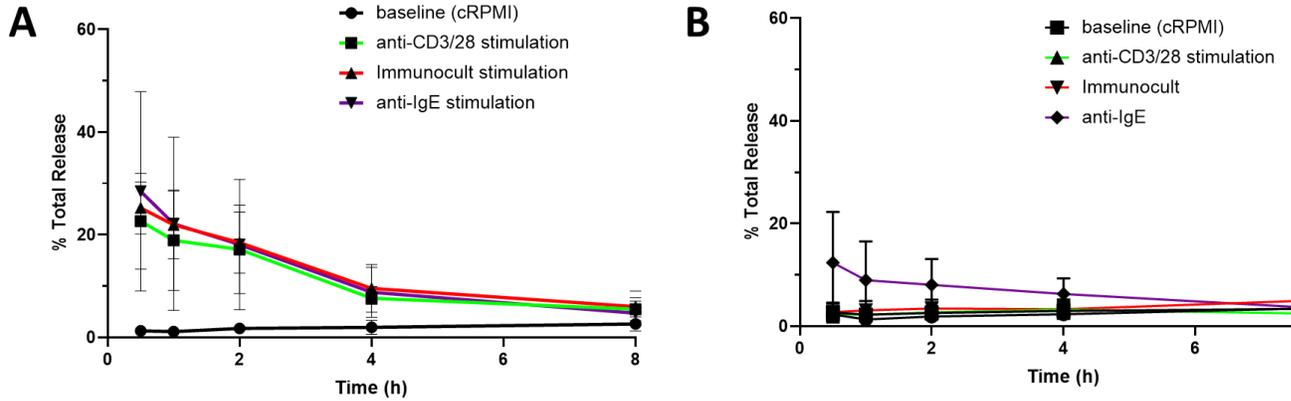 A
baseline (cRPMI)
anti-CD3/28 stimulation
Immunocult stimulation
anti-IgE stimulation
% Total Release
60
40
20
0
0
2
4
6
8
Time (h)
B
baseline (cRPMI)
anti-CD3/28 stimulation
Immunocult
anti-IgE
% Total Release
60
40
20
0
0
2
4
6
Time (h)